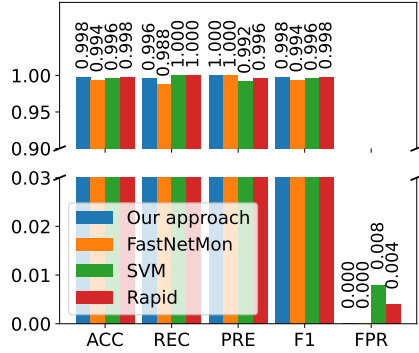 0.998 0.994 0.996 0.998 0.996 0.988 1.000 1.000 1.000 1.000 0.992 0.996 0.998 0.994 0.996 0.998
1.00
0.95
0.90
0.03
0.02
0.01
0.00
Our approach
FastNetMon
SVM
Rapid
0.000 0.000 0.008 0.004
ACC REC PRE F1 FPR